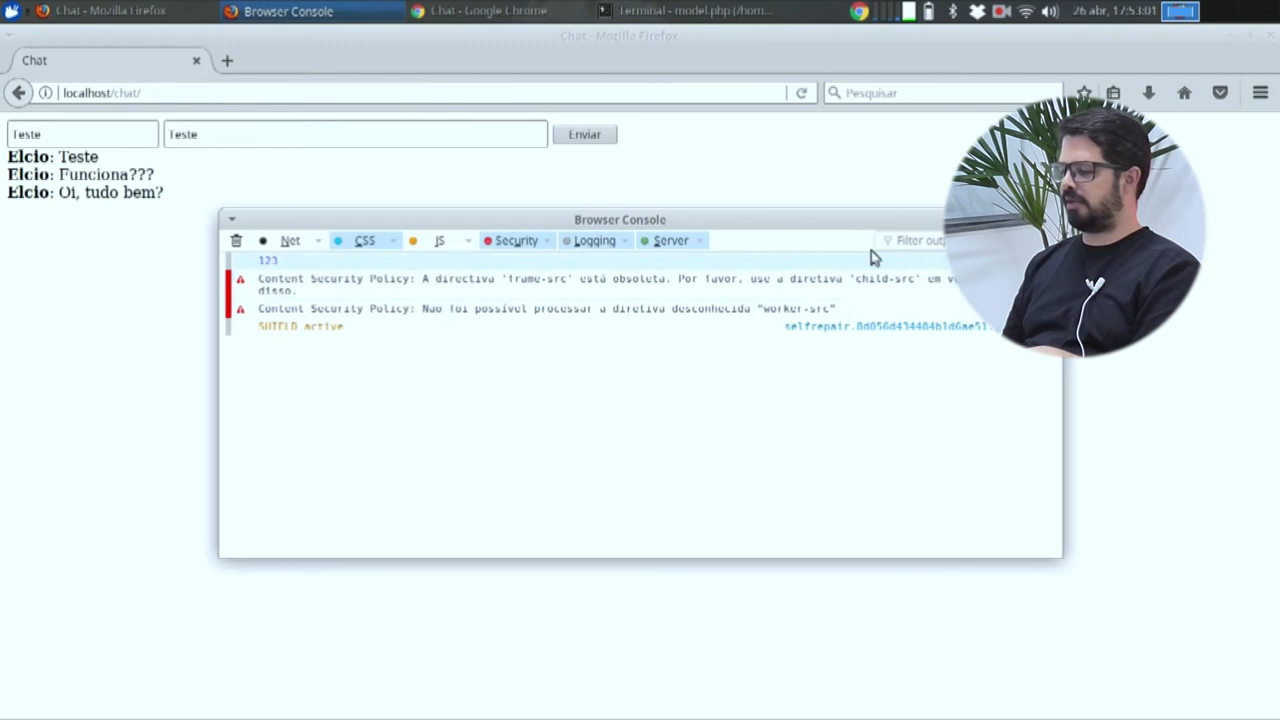 Chat - Mozilla Firefox
Browser Console
Chat - Google Chrome
Terminal - model.php (/hom...
26 abr, 17:53:01
Chat - Mozilla Firefox
Chat
localhost/chat/
Pesquisar
Teste
Teste
Enviar
Elcio: Teste
Elcio: Funciona???
Elcio: Oi, tudo bem?
Browser Console
Net
CSS
JS
Security
Logging
Server
Filter out
123
Content Security Policy: A directiva 'frame-src' está obsoleta. Por favor, use a diretiva 'child-src' em
disso.
Content Security Policy: Não foi possível processar a diretiva desconhecida "worker-src"
SHIELD active